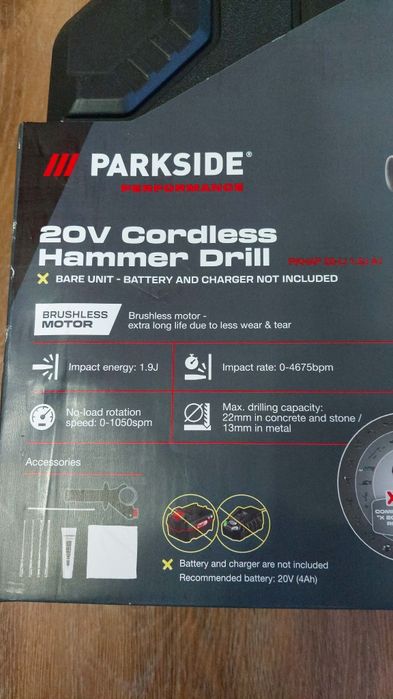 PARKSIDE®
PERFORMANCE
20V Cordless
Hammer Drill
X BARE UNIT - BATTERY AND CHARGER NOT INCLUDED
BRUSHLESS
MOTOR
Brushless motor -
extra long life due to less wear & tear
Impact energy: 1.9J
Impact rate: 0-4675bpm
No-load rotation
speed: 0-1050spm
Max. drilling capacity:
22mm in concrete and stone /
13mm in metal
Accessories
X Battery and charger are not included
Recommended battery: 20V (4Ah)